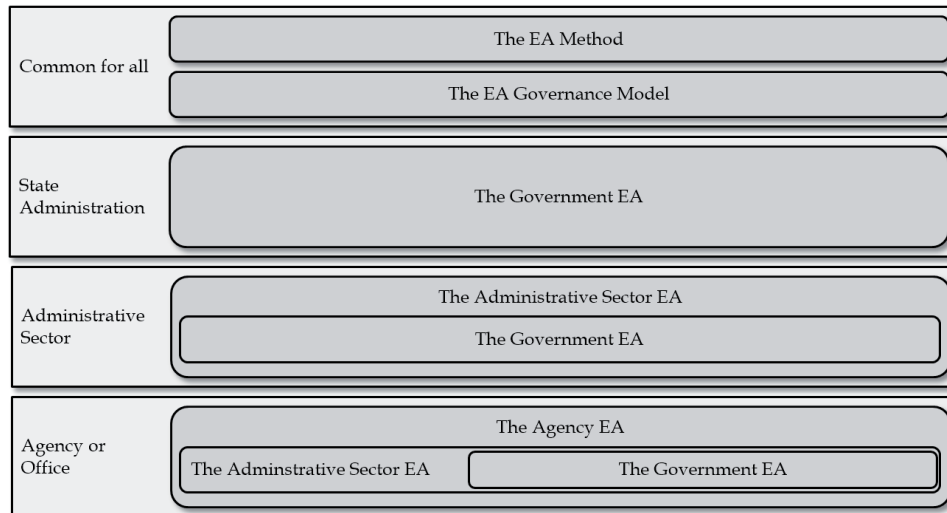 Common for all
The EA Method
The EA Governance Model
State
Administration
The Government EA
Administrative
Sector
The Administrative Sector EA
The Government EA
Agency or
Office
The Agency EA
The Adminstrative Sector EA
The Government EA